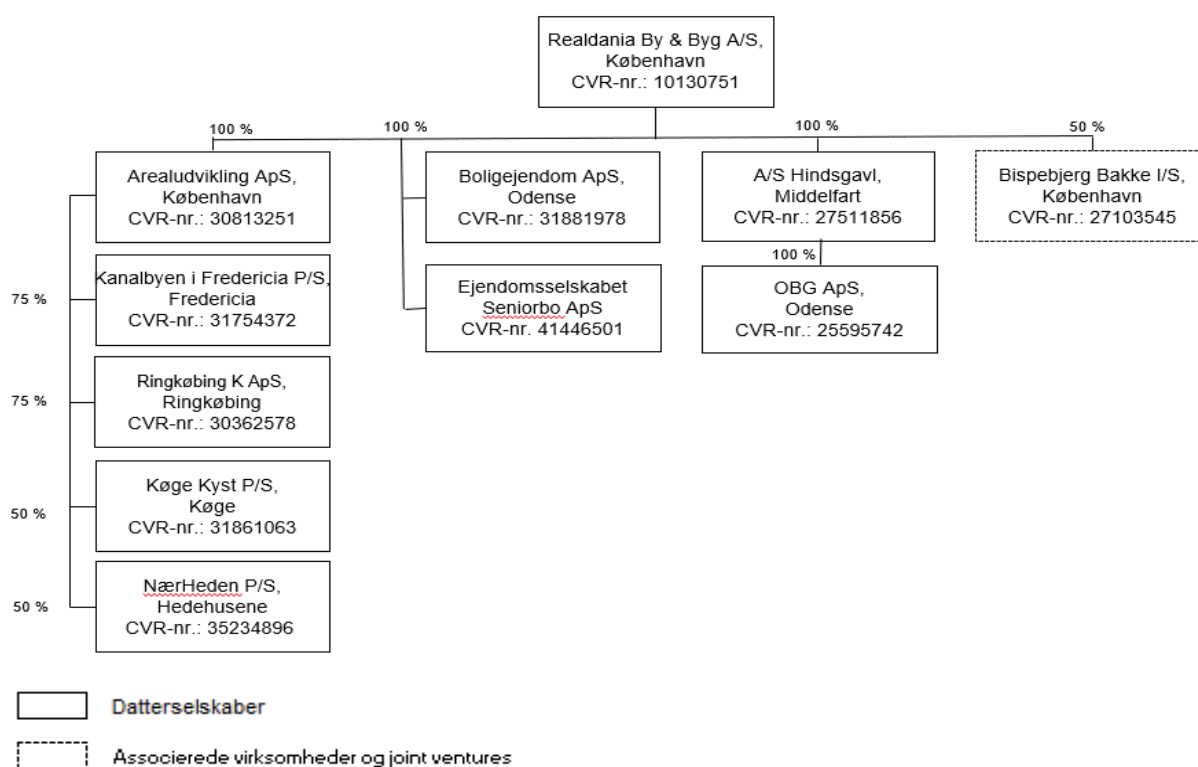 Realdania By & Byg A/S,
København
CVR-nr.: 10130751
100 %
100 %
100 %
50 %
Arealudvikling ApS,
København
CVR-nr.: 30813251
Boligejendom ApS,
Odense
CVR-nr.: 31881978
A/S Hindsgavl,
Middelfart
CVR-nr.: 27511856
Bispebjerg Bakke I/S,
København
CVR-nr.: 27103545
75 %
Kanalbyen i Fredericia P/S,
Fredericia
CVR-nr.: 31754372
Ejendomsselskabet
Seniorbo ApS
CVR-nr. 41446501
100 %
OBG ApS,
Odense
CVR-nr.: 25595742
75 %
Ringkøbing K ApS,
Ringkøbing
CVR-nr.: 30362578
50 %
Køge Kyst P/S,
Køge
CVR-nr.: 31861063
50 %
NærHeden P/S,
Hedehusene
CVR-nr.: 35234896
Datterselskaber
Associerede virksomheder og joint ventures